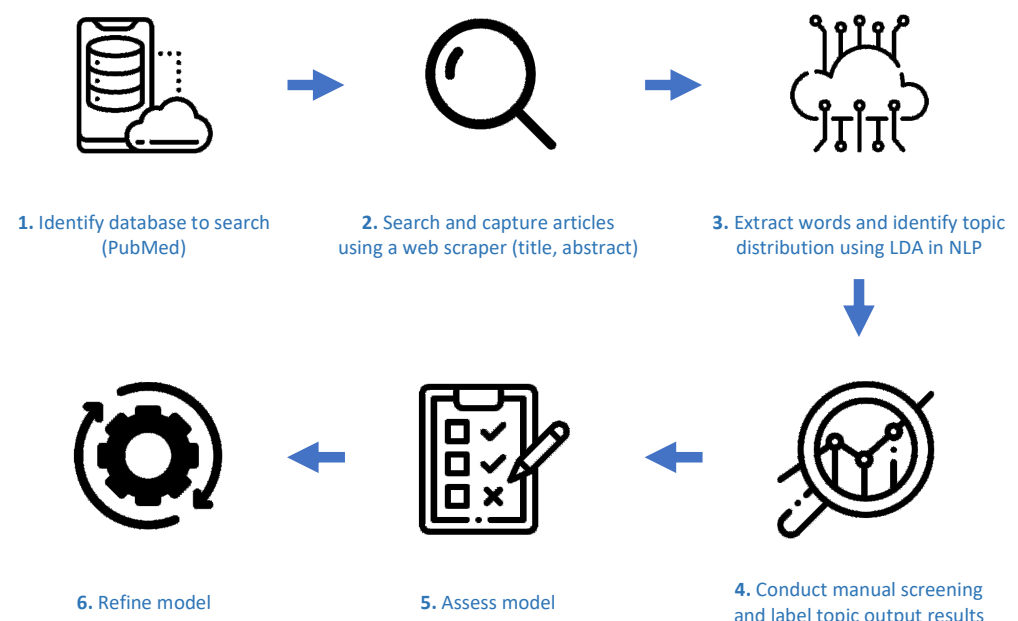 1. Identify database to search
(PubMed)
2. Search and capture articles
using a web scraper (title, abstract)
3. Extract words and identify topic
distribution using LDA in NLP
4. Conduct manual screening
and label topic output results
5. Assess model
6. Refine model